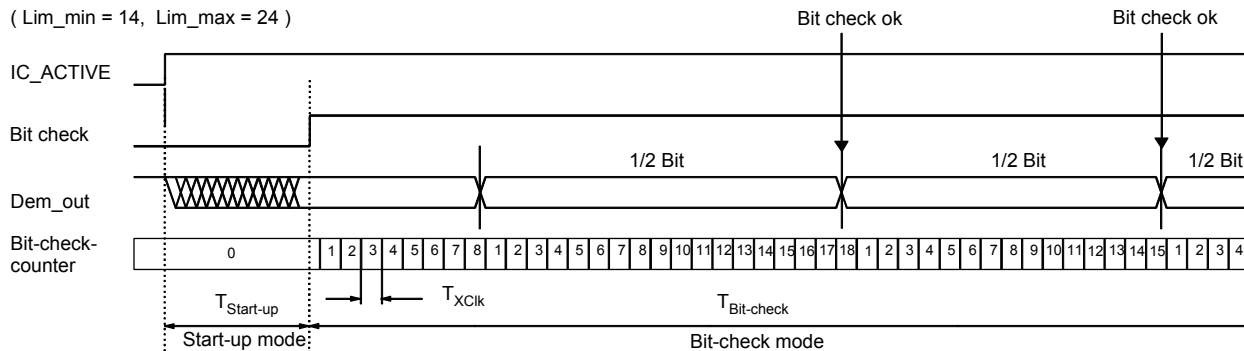 ( Lim_min = 14, Lim_max = 24 )
Bit check ok
Bit check ok
IC_ACTIVE
Bit check
1/2 Bit
1/2 Bit
1/2 Bit
Dem_out
Bit-check-
counter
0 1 2 3 4 5 6 7 8 1 2 3 4 5 6 7 8 9 10 11 12 13 14 15 16 17 18 1 2 3 4 5 6 7 8 9 10 11 12 13 14 15 1 2 3 4
TStart-up
TXClk
TBit-check
Start-up mode
Bit-check mode